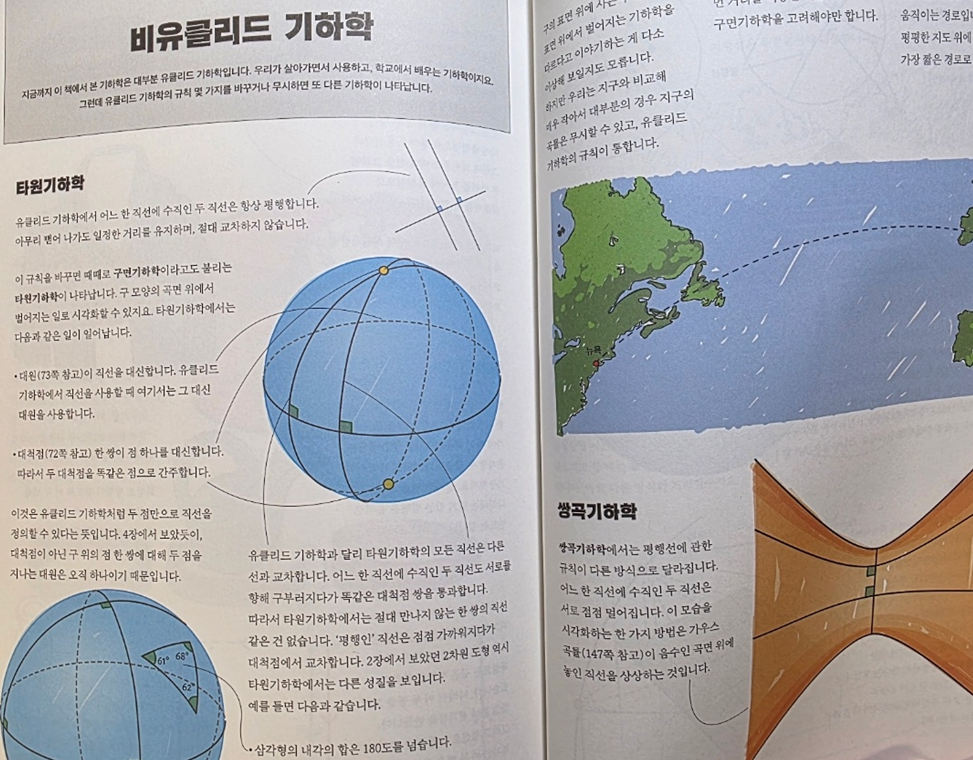 비유클리드 기하학
지금까지 이 책에서 본 기하학은 대부분 유클리드 기하학입니다. 우리가 살아가면서 사용하고, 학교에서 배우는 기하학이지요.
그런데 유클리드 기하학의 규칙 몇 가지를 바꾸거나 무시하면 또 다른 기하학이 나타납니다.
타원기하학
유클리드 기하학에서 어느 한 직선에 수직인 두 직선은 항상 평행합니다.
아무리 뻗어 나가도 일정한 거리를 유지하며, 절대 교차하지 않습니다.
이 규칙을 바꾸면 때때로 구면기하학이라고도 불리는
타원기하학이 나타납니다. 구 모양의 곡면 위에서
벌어지는 일로 시각화할 수 있지요. 타원기하학에서는
다음과 같은 일이 일어납니다.
• 대원(73쪽 참고)이 직선을 대신합니다. 유클리드
기하학에서 직선을 사용할 때 여기서는 그 대신
대원을 사용합니다.
• 대척점(72쪽 참고) 한 쌍이 점 하나를 대신합니다.
따라서 두 대척점을 똑같은 점으로 간주합니다.
이것은 유클리드 기하학처럼 두 점만으로 직선을
정의할 수 있다는 뜻입니다. 4장에서 보았듯이,
대척점이 아닌 구 위의 점 한 쌍에 대해 두 점을
지나는 대원은 오직 하나이기 때문입니다.
유클리드 기하학과 달리 타원기하학의 모든 직선은 다른
선과 교차합니다. 어느 한 직선에 수직인 두 직선도 서로를
향해 구부러지다가 똑같은 대척점 쌍을 통과합니다.
따라서 타원기하학에서는 절대 만나지 않는 한 쌍의 직선
같은 건 없습니다. '평행인' 직선은 점점 가까워지다가
대척점에서 교차합니다. 2장에서 보았던 2차원 도형 역시
타원기하학에서는 다른 성질을 보입니다.
예를 들면 다음과 같습니다.
61° 68°
62°
• 삼각형의 내각의 합은 180도를 넘습니다.
구의 표면 위에 사는
표면 위에서 벌어지는 기하학을
다르다고 이야기하는 게 다소
이상해 보일지도 모릅니다.
하지만 우리는 지구와 비교해
매우 작아서 대부분의 경우 지구의
곡률은 무시할 수 있고, 유클리드
기하학의 규칙이 통합니다.
구면기하학을 고려해야만 합니다.
움직이는 경로입
평평한 지도 위에
가장 짧은 경로로
뉴욕
쌍곡기하학
쌍곡기하학에서는 평행선에 관한
규칙이 다른 방식으로 달라집니다.
어느 한 직선에 수직인 두 직선은
서로 점점 멀어집니다. 이 모습을
시각화하는 한 가지 방법은 가우스
곡률(147쪽 참고)이 음수인 곡면 위에
놓인 직선을 상상하는 것입니다.